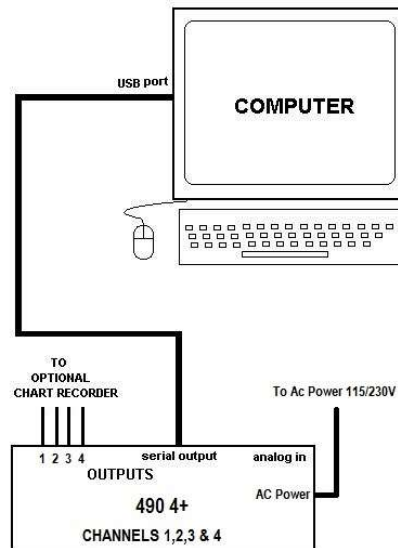 USB port
COMPUTER
TO
OPTIONAL
CHART RECORDER
To Ac Power 115/230V
1 2 3 4
serial output
analog in
OUTPUTS
AC Power
490 4+
CHANNELS 1,2,3 & 4